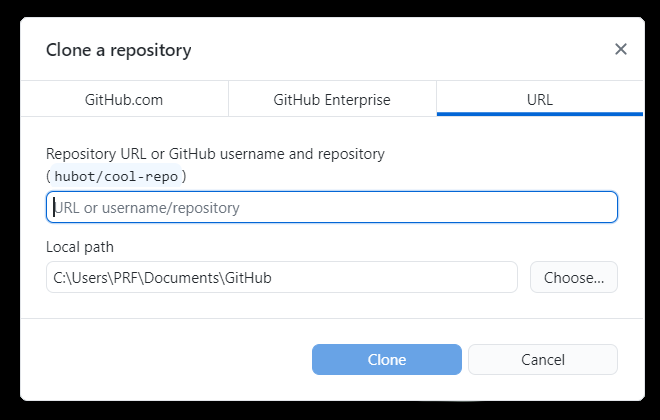 Clone a repository
GitHub.com
GitHub Enterprise
URL
Repository URL or GitHub username and repository
(hubot/cool-repo)
URL or username/repository
Local path
C:\Users\PRF\Documents\GitHub
Choose...
Clone
Cancel